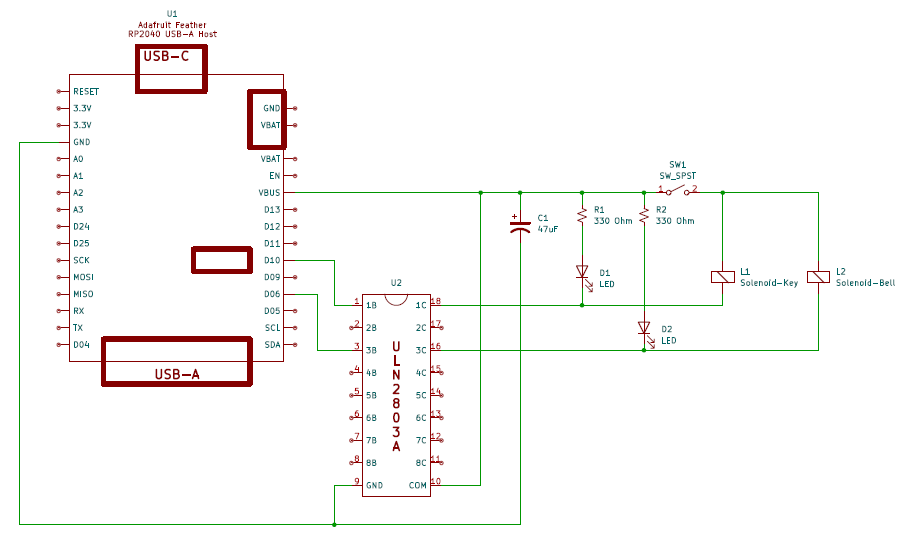 U1
Adafruit Feather
RP2040 USB-A Host
USB-C
RESET
3.3V
3.3V
GND
A0
A1
A2
A3
D24
D25
SCK
MOSI
MISO
RX
TX
D04
GND
VBAT
VBAT
EN
VBUS
D13
D12
D11
D10
D09
D06
D05
SCL
SDA
USB-A
U2
1 1B
2 2B
3 3B
4 4B
5 5B
6 6B
7 7B
8 8B
9 GND
ULN2803A
1C 18
2C 17
3C 16
4C 15
5C 14
6C 13
7C 12
8C 11
COM 10
+
C1
47uF
R1
330 Ohm
R2
330 Ohm
D1
LED
D2
LED
SW1
SW_SPST
1 2
L1
Solenoid-Key
L2
Solenoid-Bell